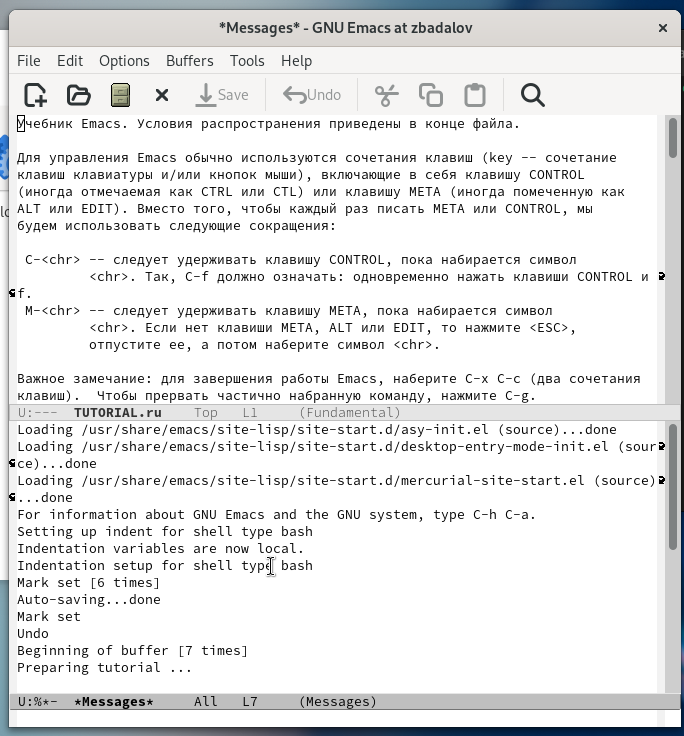 *Messages* - GNU Emacs at zbadalov
File Edit Options Buffers Tools Help
Save Undo
Учебник Emacs. Условия распространения приведены в конце файла.
Для управления Emacs обычно используются сочетания клавиш (key -- сочетание
клавиш клавиатуры и/или кнопок мыши), включающие в себя клавишу CONTROL
(иногда отмечаемая как CTRL или CTL) или клавишу META (иногда помеченную как
ALT или EDIT). Вместо того, чтобы каждый раз писать META или CONTROL, мы
будем использовать следующие сокращения:
C-<chr> -- следует удерживать клавишу CONTROL, пока набирается символ
<chr>. Так, C-f должно означать: одновременно нажать клавиши CONTROL и
f.
M-<chr> -- следует удерживать клавишу META, пока набирается символ
<chr>. Если нет клавиши META, ALT или EDIT, то нажмите <ESC>,
отпустите ее, а потом наберите символ <chr>.
Важное замечание: для завершения работы Emacs, наберите C-x C-c (два сочетания
клавиш). Чтобы прервать частично набранную команду, нажмите C-g.
U:--- TUTORIAL.ru Top L1 (Fundamental)
Loading /usr/share/emacs/site-lisp/site-start.d/asy-init.el (source)...done
Loading /usr/share/emacs/site-lisp/site-start.d/desktop-entry-mode-init.el (sour
ce)...done
Loading /usr/share/emacs/site-lisp/site-start.d/mercurial-site-start.el (source)
...done
For information about GNU Emacs and the GNU system, type C-h C-a.
Setting up indent for shell type bash
Indentation variables are now local.
Indentation setup for shell type bash
Mark set [6 times]
Auto-saving...done
Mark set
Undo
Beginning of buffer [7 times]
Preparing tutorial ...
U:%*- *Messages* All L7 (Messages)